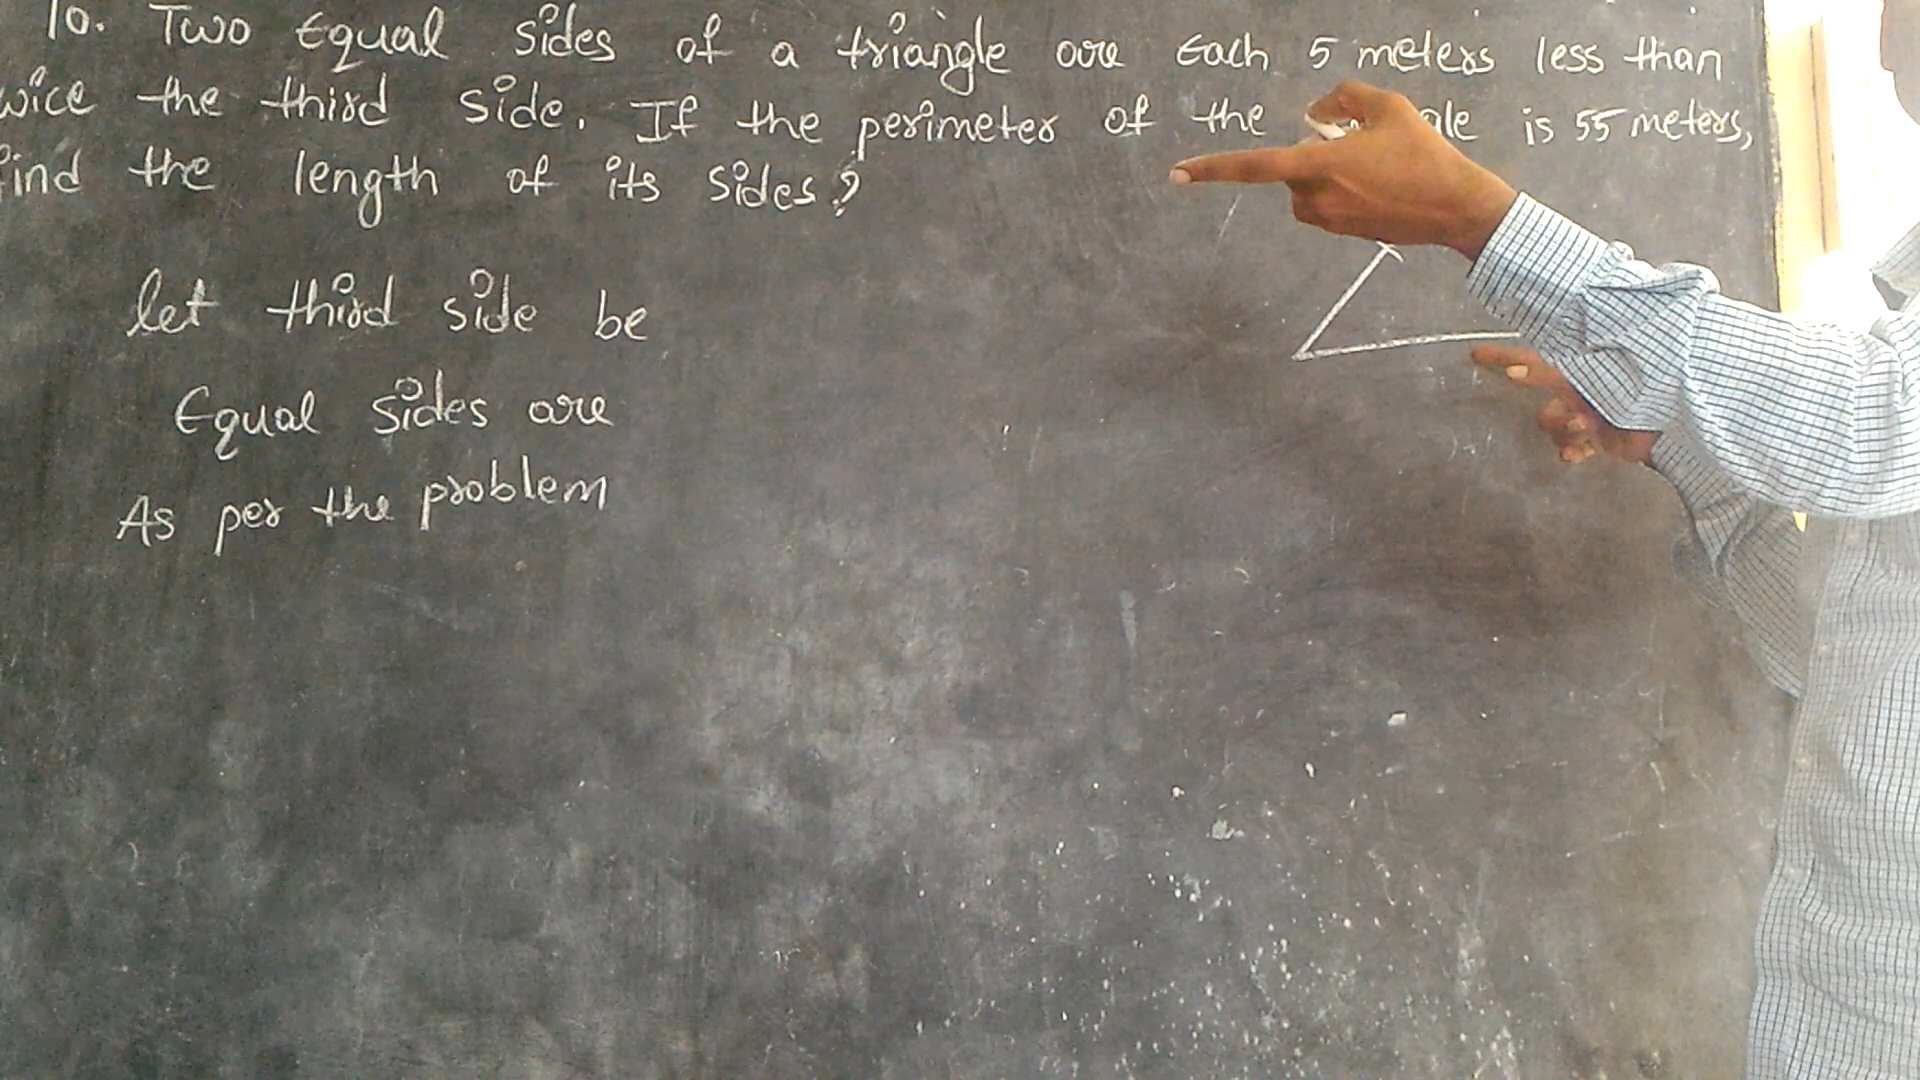 10. Two Equal sides of a triangle are Each 5 meters less than
wice the third side. If the perimeter of the is 55 meters,
find the length of its sides?
let third side be
Equal sides are
As per the problem